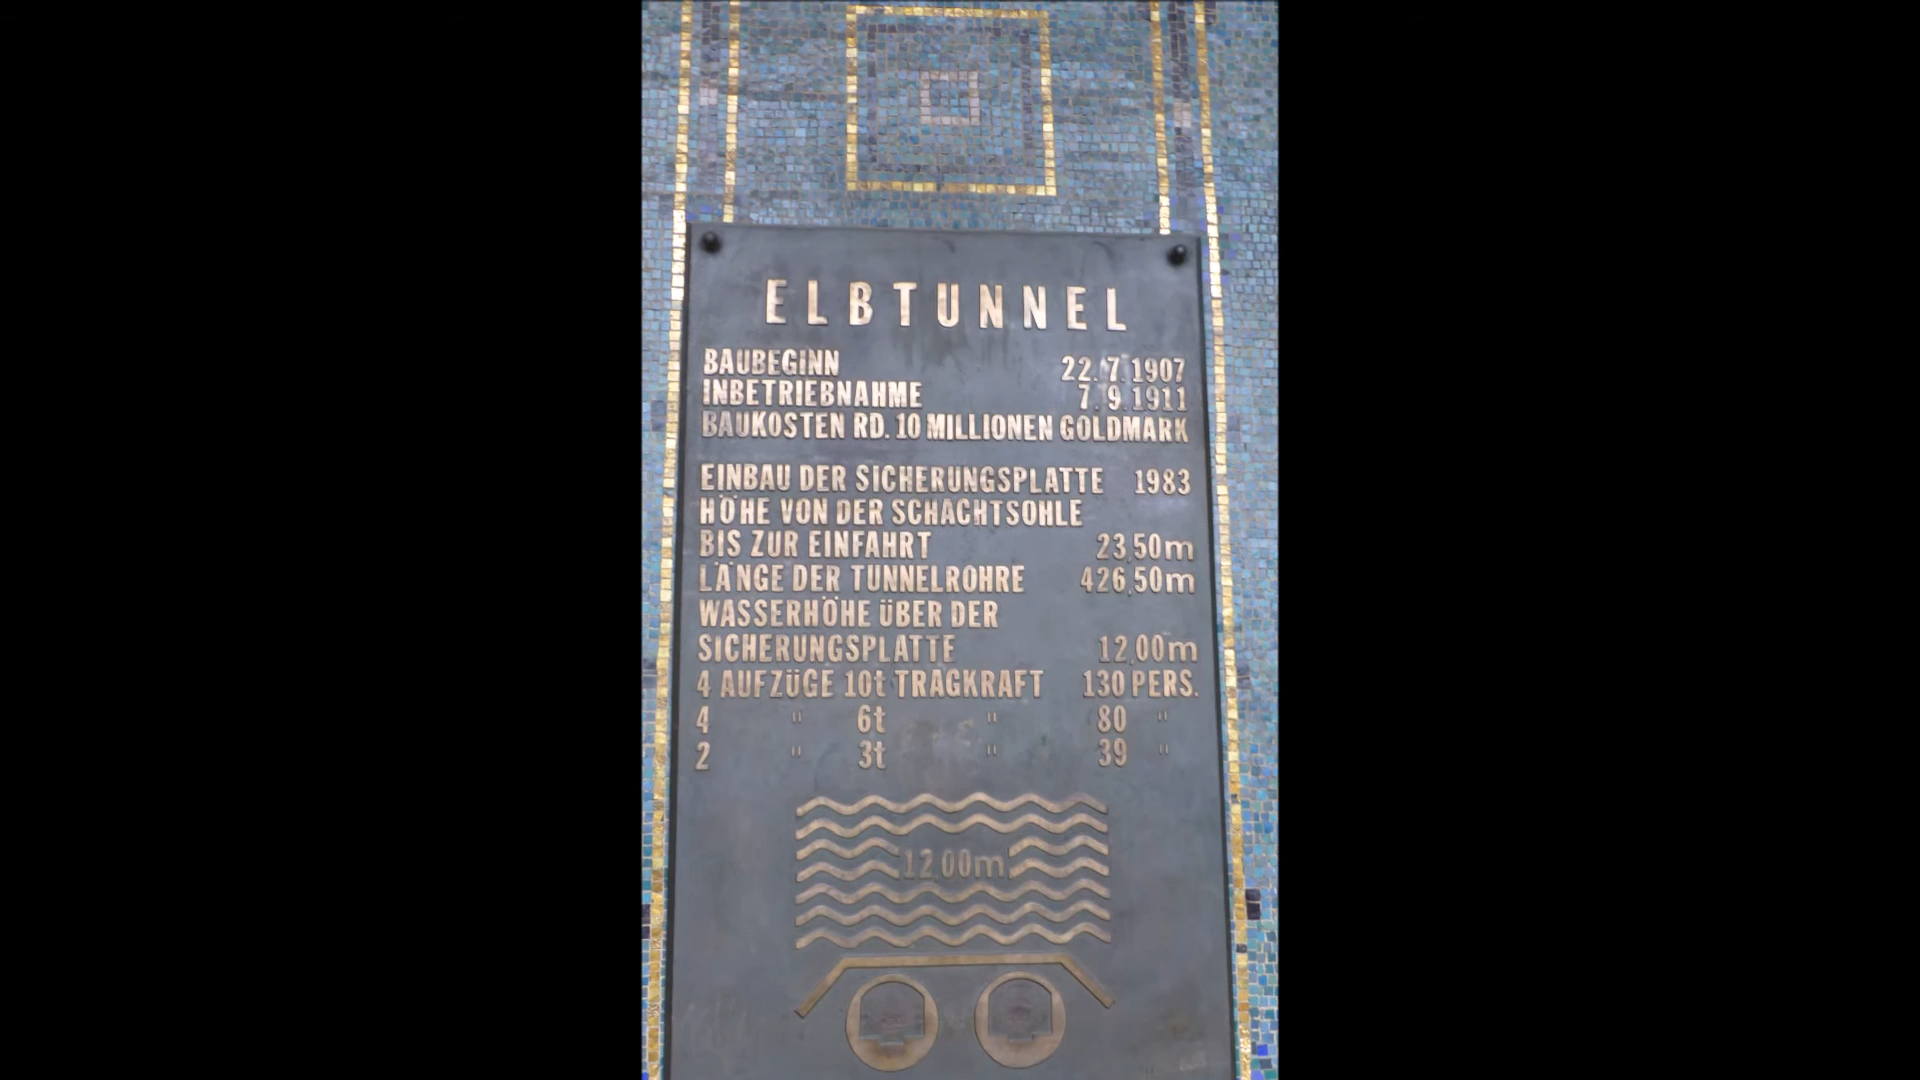 ELBTUNNEL
BAUBEGINN 22.7.1907
INBETRIEBNAHME 7.9.1911
BAUKOSTEN RD. 10 MILLIONEN GOLDMARK
EINBAU DER SICHERUNGSPLATTE 1983
HÖHE VON DER SCHACHTSOHLE
BIS ZUR EINFAHRT 23,50m
LÄNGE DER TUNNELROHRE 426,50m
WASSERHÖHE ÜBER DER
SICHERUNGSPLATTE 12,00m
4 AUFZÜGE 10t TRAGKRAFT 130 PERS.
4 " 6t " 80 "
2 " 3t " 39 "
12,00m